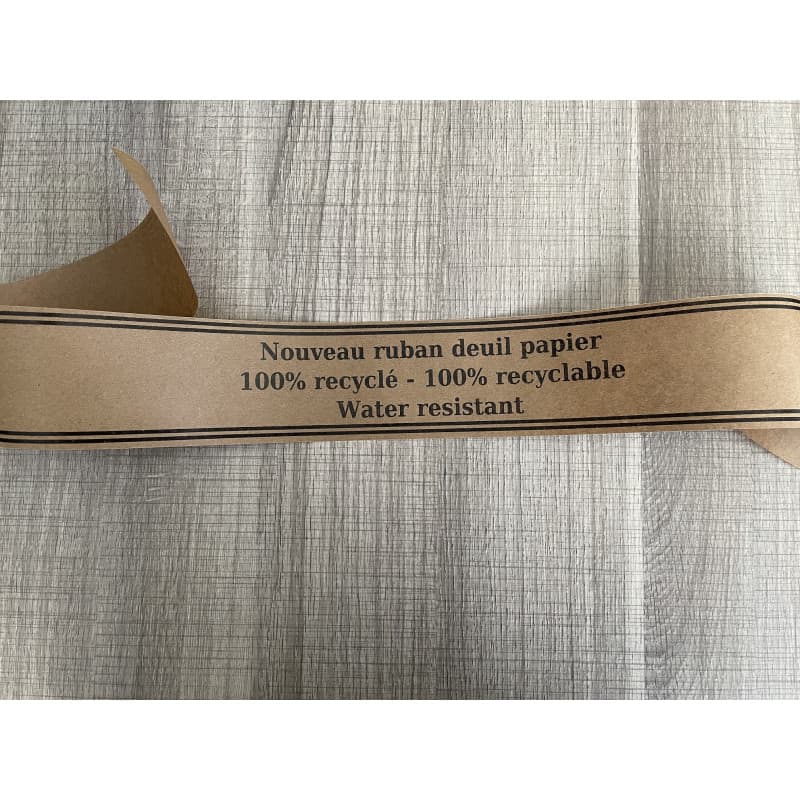 Nouveau ruban deuil papier
100% recyclé - 100% recyclable
Water resistant